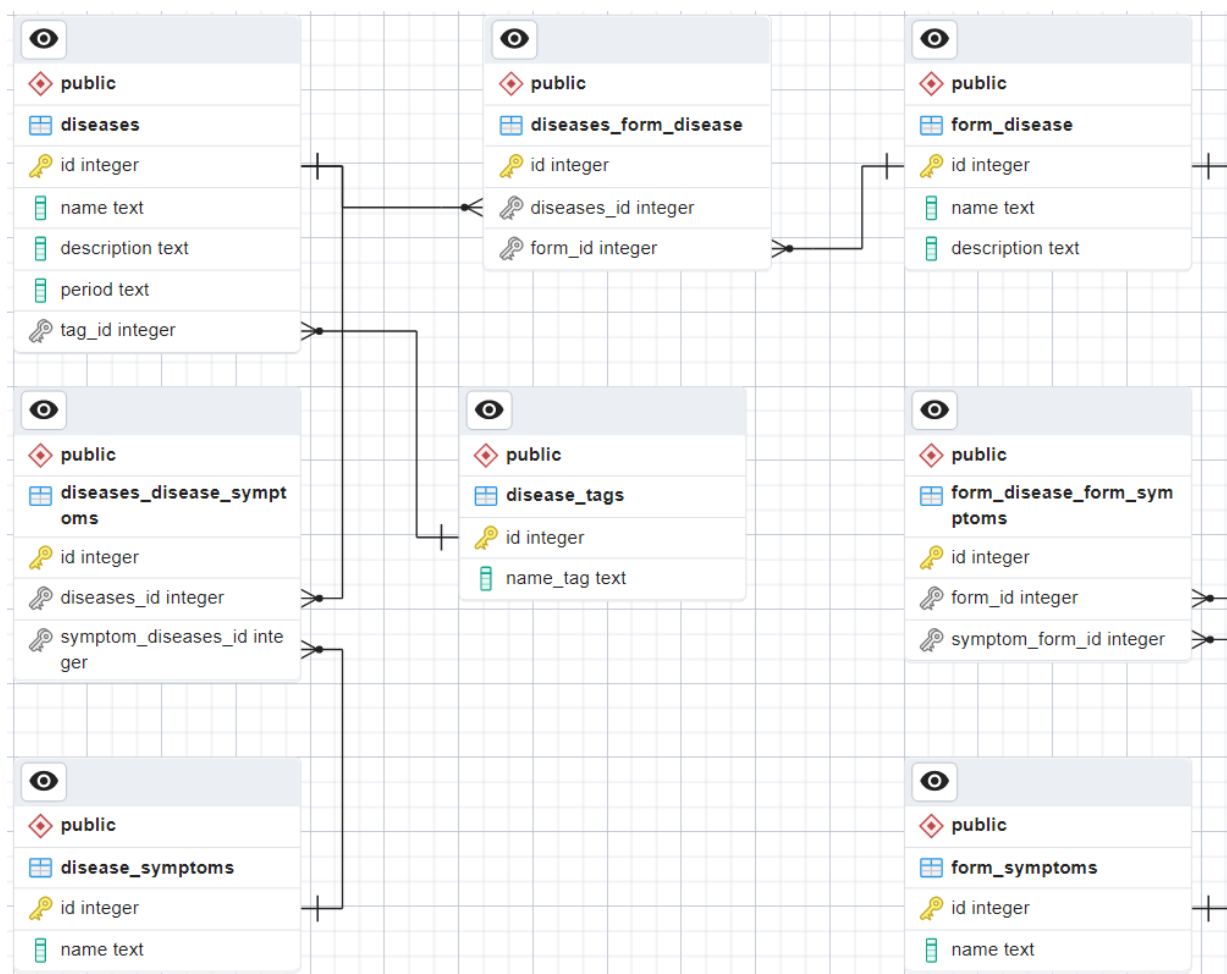 public
diseases
id integer
name text
description text
period text
tag_id integer
public
diseases_form_disease
id integer
diseases_id integer
form_id integer
public
form_disease
id integer
name text
description text
public
diseases_disease_sympt
oms
id integer
diseases_id integer
symptom_diseases_id inte
ger
public
disease_tags
id integer
name_tag text
public
form_disease_form_sym
ptoms
id integer
form_id integer
symptom_form_id integer
public
disease_symptoms
id integer
name text
public
form_symptoms
id integer
name text